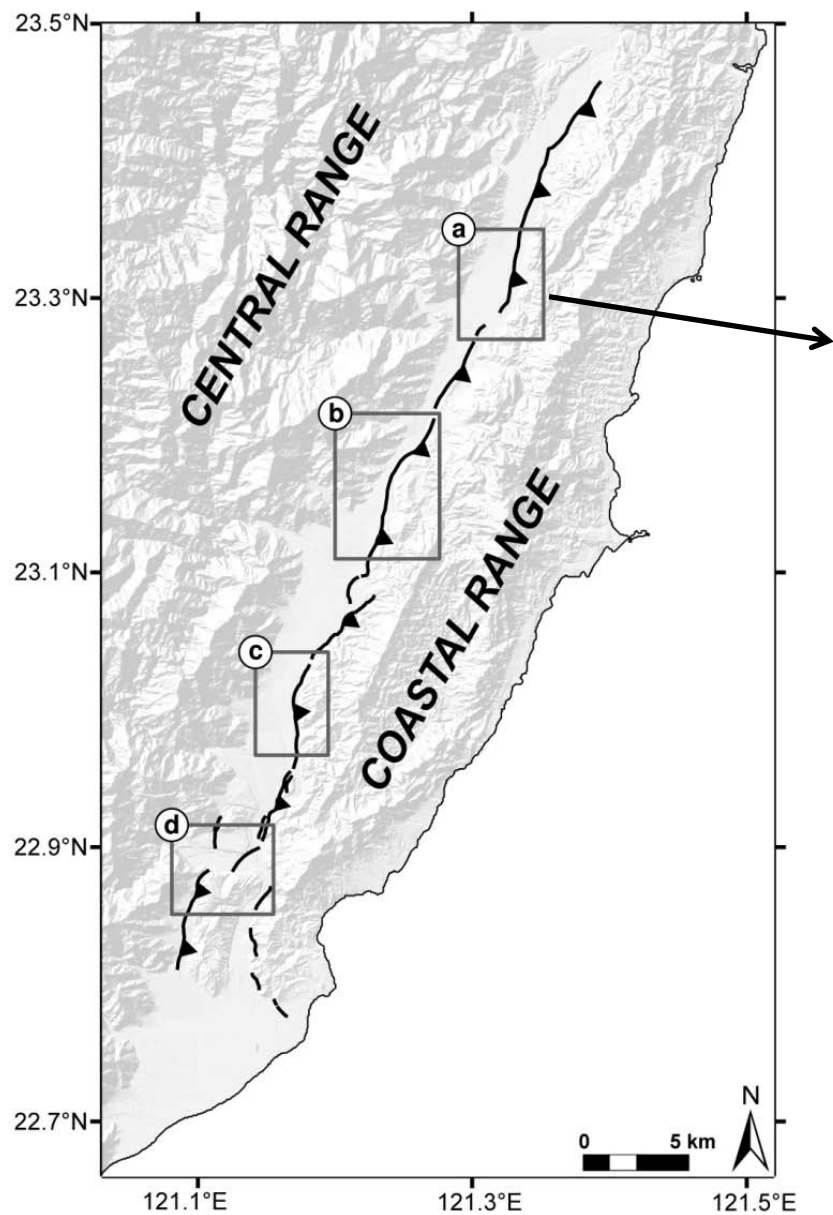 23.5°N
CENTRAL RANGE
a
23.3°N
b
COASTAL RANGE
23.1°N
c
d
22.9°N
N
22.7°N
0 5 km
121.1°E 121.3°E 121.5°E